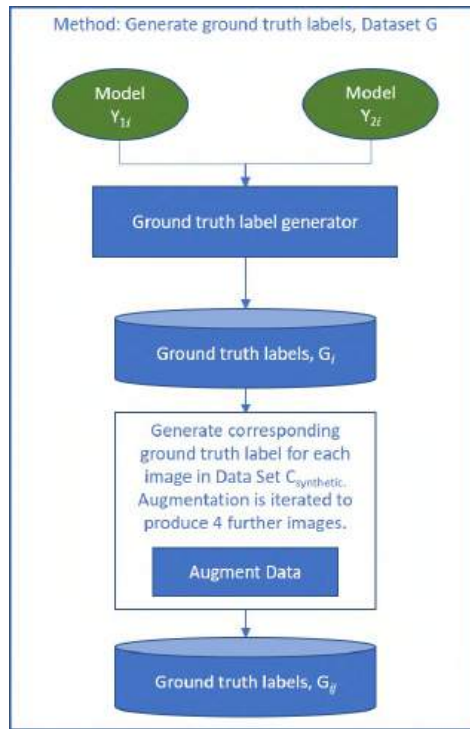 Method: Generate ground truth labels, Dataset G
Model
Y1i
Model
Y2i
Ground truth label generator
Ground truth labels, Gi
Generate corresponding
ground truth label for each
image in Data Set Csynthetic.
Augmentation is iterated to
produce 4 further images.
Augment Data
Ground truth labels, Gij